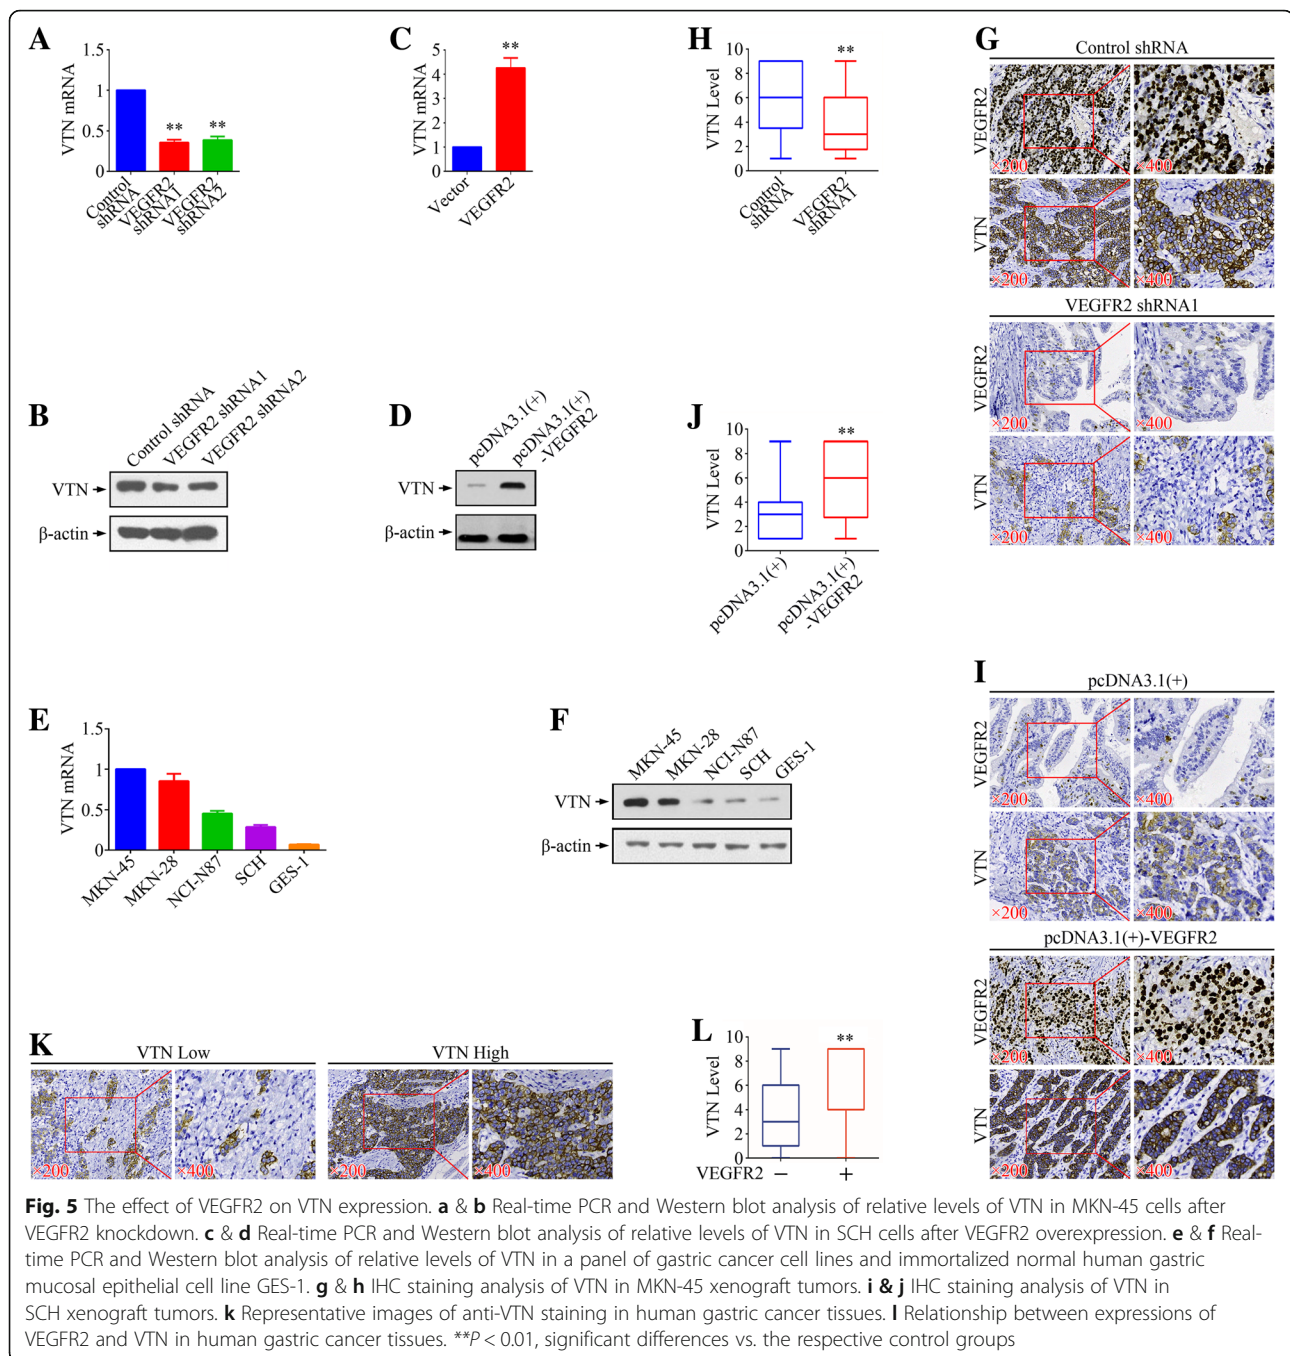 A
VTN mRNA
1.5
1
0.5
0
**
**
Control shRNA
VEGFR2 shRNA1
VEGFR2 shRNA2
C
VTN mRNA
5
4
3
2
1
0
**
Vector
VEGFR2
H
VTN Level
10
8
6
4
2
0
**
Control shRNA
VEGFR2 shRNA1
G
Control shRNA
VEGFR2
×200
×400
VTN
×200
×400
VEGFR2 shRNA1
VEGFR2
×200
×400
VTN
×200
×400
B
Control shRNA
VEGFR2 shRNA1
VEGFR2 shRNA2
VTN
β-actin
D
pcDNA3.1(+)
pcDNA3.1(+)-VEGFR2
VTN
β-actin
J
VTN Level
10
8
6
4
2
0
**
pcDNA3.1(+)
pcDNA3.1(+)-VEGFR2
E
VTN mRNA
1.5
1
0.5
0
MKN-45
MKN-28
NCI-N87
SCH
GES-1
F
MKN-45
MKN-28
NCI-N87
SCH
GES-1
VTN
β-actin
I
pcDNA3.1(+)
VEGFR2
×200
×400
VTN
×200
×400
pcDNA3.1(+)-VEGFR2
VEGFR2
×200
×400
VTN
×200
×400
K
VTN Low
×200
×400
VTN High
×200
×400
L
VTN Level
10
8
6
4
2
0
**
VEGFR2 − +
Fig. 5 The effect of VEGFR2 on VTN expression. a & b Real-time PCR and Western blot analysis of relative levels of VTN in MKN-45 cells after
VEGFR2 knockdown. c & d Real-time PCR and Western blot analysis of relative levels of VTN in SCH cells after VEGFR2 overexpression. e & f Real-
time PCR and Western blot analysis of relative levels of VTN in a panel of gastric cancer cell lines and immortalized normal human gastric
mucosal epithelial cell line GES-1. g & h IHC staining analysis of VTN in MKN-45 xenograft tumors. i & j IHC staining analysis of VTN in
SCH xenograft tumors. k Representative images of anti-VTN staining in human gastric cancer tissues. l Relationship between expressions of
VEGFR2 and VTN in human gastric cancer tissues. **P < 0.01, significant differences vs. the respective control groups